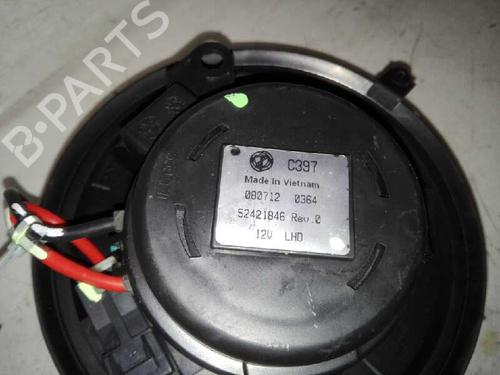 B-PARTS
C397
Made in Vietnam
080712 0364
52421846 Rev.0
12V LHD